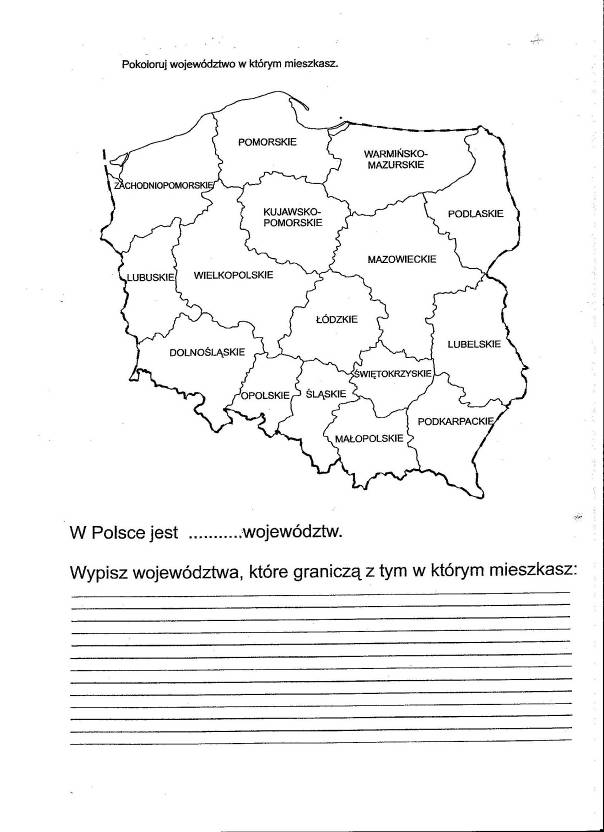 Pokoloruj województwo w którym mieszkasz.
POMORSKIE
WARMIŃSKO-
MAZURSKIE
ZACHODNIOPOMORSKIE
KUJAWSKO-
POMORSKIE
PODLASKIE
MAZOWIECKIE
LUBUSKIE
WIELKOPOLSKIE
ŁÓDZKIE
LUBELSKIE
DOLNOŚLĄSKIE
ŚWIĘTOKRZYSKIE
OPOLSKIE
ŚLĄSKIE
PODKARPACKIE
MAŁOPOLSKIE
W Polsce jest ...........województw.
Wypisz województwa, które graniczą z tym w którym mieszkasz: